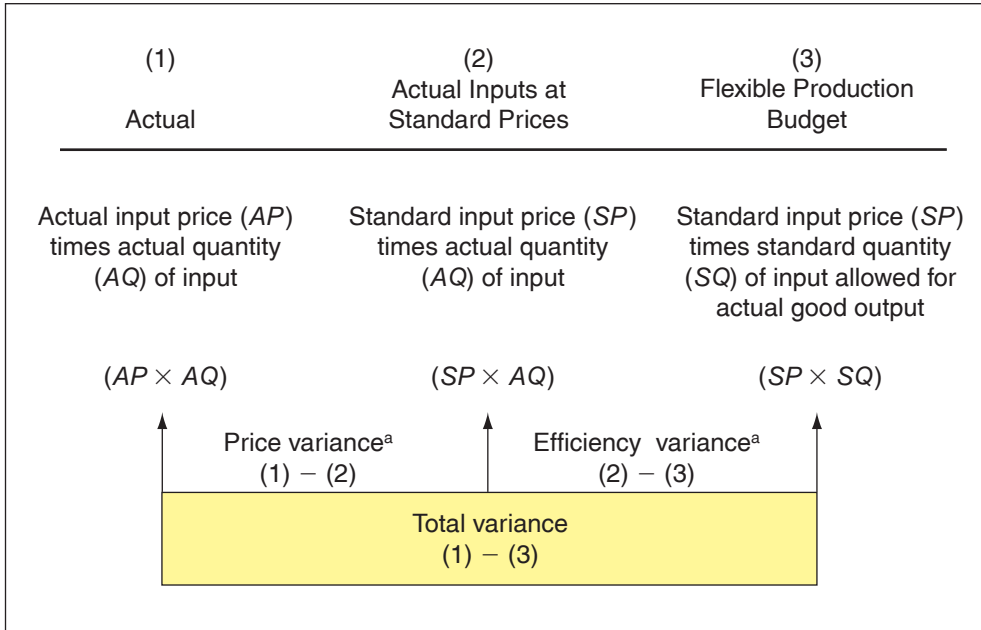 (1)
Actual
(2)
Actual Inputs at
Standard Prices
(3)
Flexible Production
Budget
Actual input price (AP)
times actual quantity
(AQ) of input
Standard input price (SP)
times actual quantity
(AQ) of input
Standard input price (SP)
times standard quantity
(SQ) of input allowed for
actual good output
(AP × AQ)
(SP × AQ)
(SP × SQ)
Price varianceᵃ
(1) − (2)
Efficiency varianceᵃ
(2) − (3)
Total variance
(1) − (3)